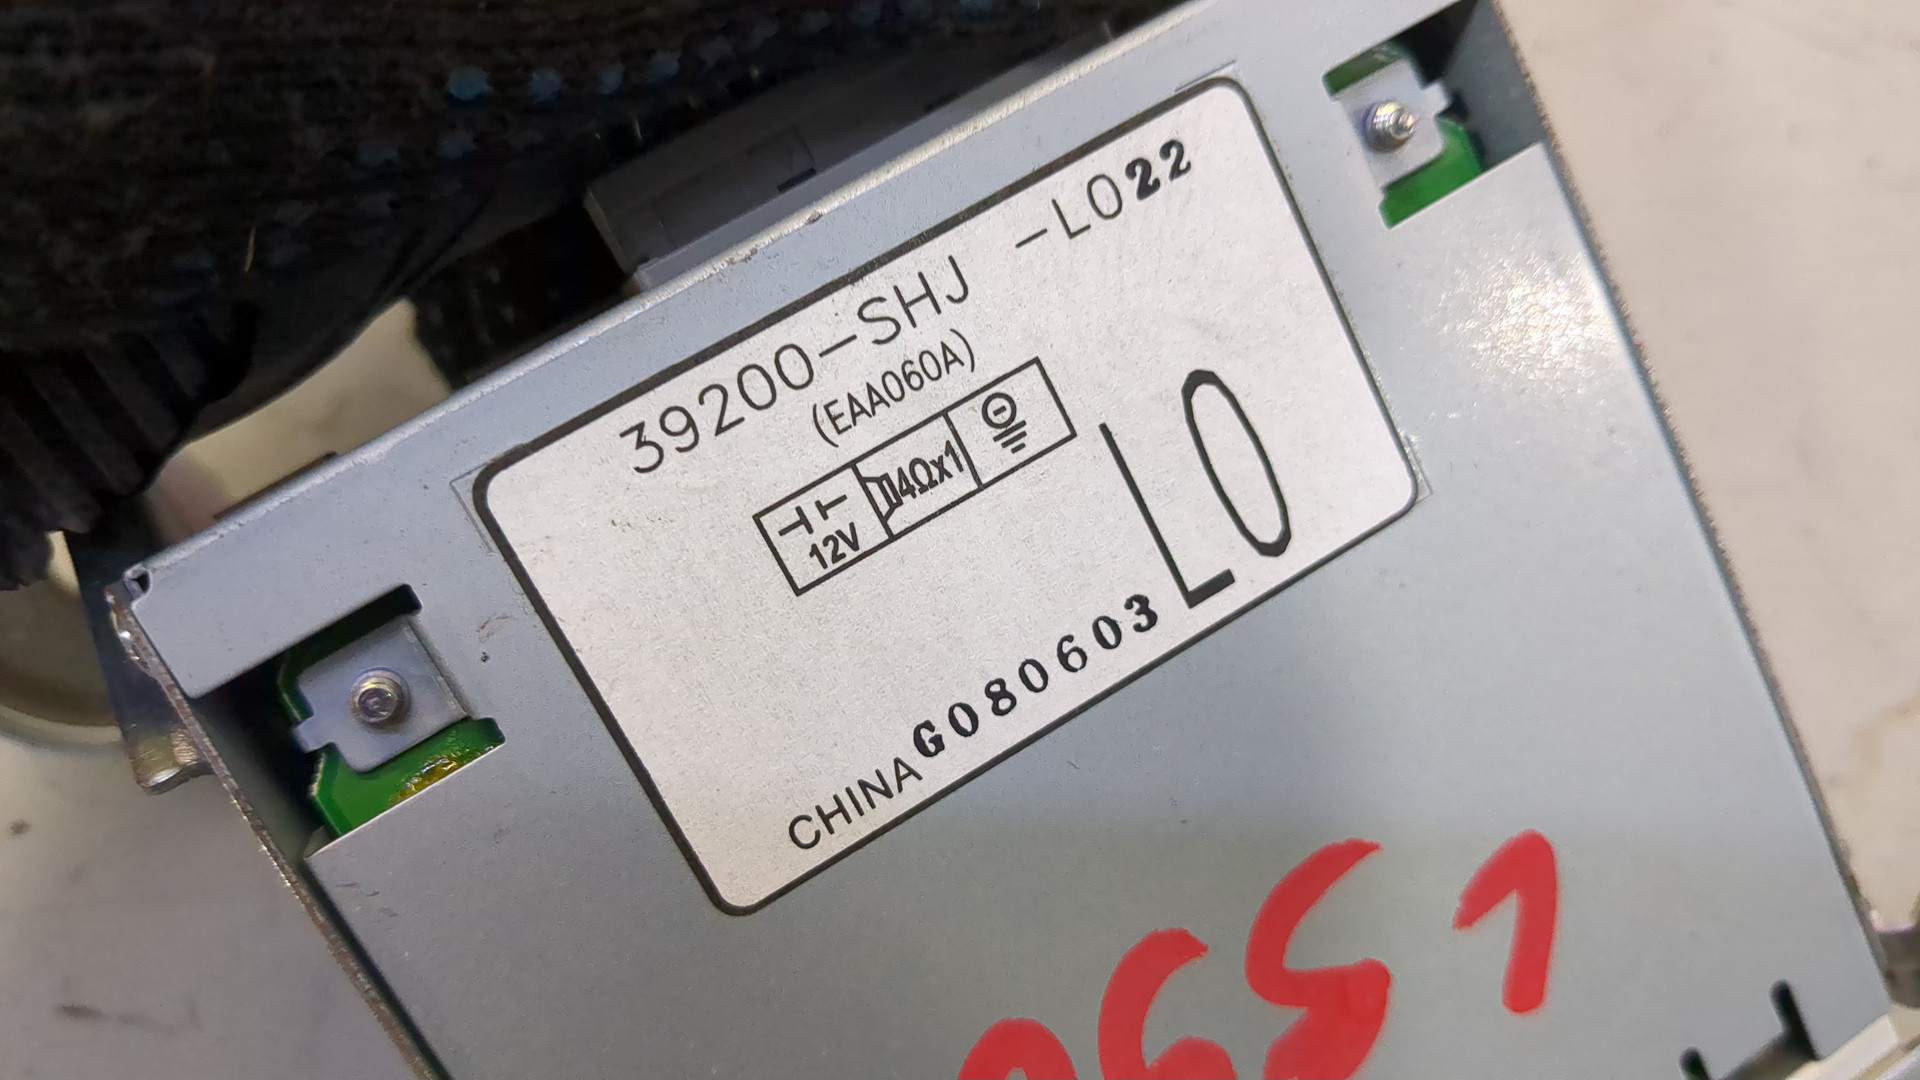 39200-SHJ -L022
(EAA060A)
12V 4Ωx1
L0
CHINA G080603